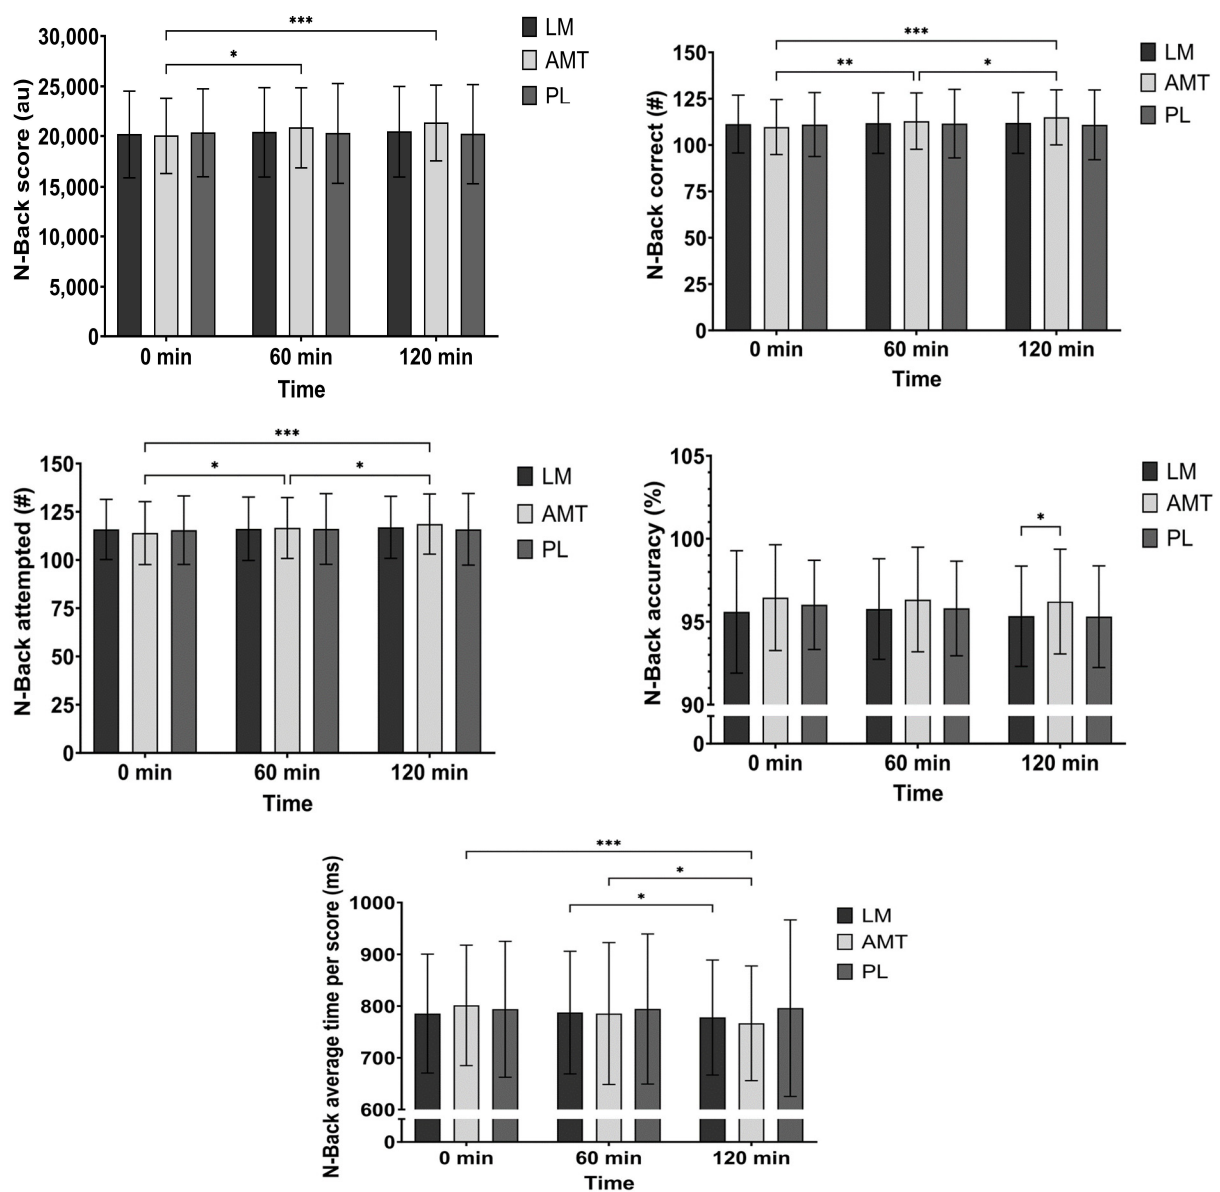 ***
*
30,000
25,000
20,000
15,000
10,000
5,000
0
N-Back score (au)
0 min 60 min 120 min
Time
LM
AMT
PL
***
** *
150
125
100
75
50
25
0
N-Back correct (#)
0 min 60 min 120 min
Time
LM
AMT
PL
***
* *
150
125
100
75
50
25
0
N-Back attempted (#)
0 min 60 min 120 min
Time
LM
AMT
PL
*
105
100
95
90
0
N-Back accuracy (%)
0 min 60 min 120 min
Time
LM
AMT
PL
***
*
*
1000
900
800
700
600
0
N-Back average time per score (ms)
0 min 60 min 120 min
Time
LM
AMT
PL